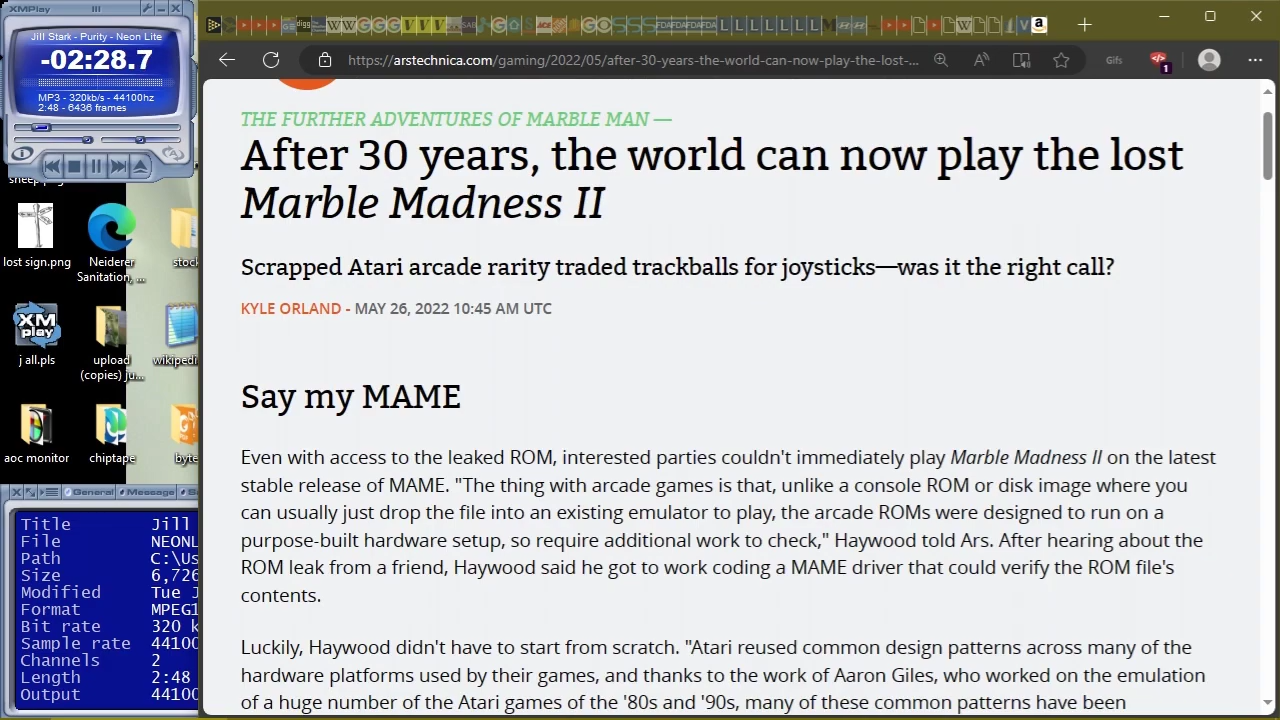 XMPlay
Jill Stark - Purity - Neon Lite
-02:28.7
MP3 - 320kb/s - 44100hz
2:48 - 6436 frames
lost sign.png
Neiderer
Sanitation, ...
stock
j all.pls
upload
(copies) ju...
wikipedi
aoc monitor
chiptape
byte
General
Message
Title Jill
File NEONL
Path C:\Us
Size 6,726
Modified Tue J
Format MPEG1
Bit rate 320 k
Sample rate 44100
Channels 2
Length 2:48
Output 44100
https://arstechnica.com/gaming/2022/05/after-30-years-the-world-can-now-play-the-lost-...
Gifs
1
THE FURTHER ADVENTURES OF MARBLE MAN —
After 30 years, the world can now play the lost
Marble Madness II
Scrapped Atari arcade rarity traded trackballs for joysticks—was it the right call?
KYLE ORLAND - MAY 26, 2022 10:45 AM UTC
Say my MAME
Even with access to the leaked ROM, interested parties couldn't immediately play Marble Madness II on the latest
stable release of MAME. "The thing with arcade games is that, unlike a console ROM or disk image where you
can usually just drop the file into an existing emulator to play, the arcade ROMs were designed to run on a
purpose-built hardware setup, so require additional work to check," Haywood told Ars. After hearing about the
ROM leak from a friend, Haywood said he got to work coding a MAME driver that could verify the ROM file's
contents.
Luckily, Haywood didn't have to start from scratch. "Atari reused common design patterns across many of the
hardware platforms used by their games, and thanks to the work of Aaron Giles, who worked on the emulation
of a huge number of the Atari games of the '80s and '90s, many of these common patterns have been